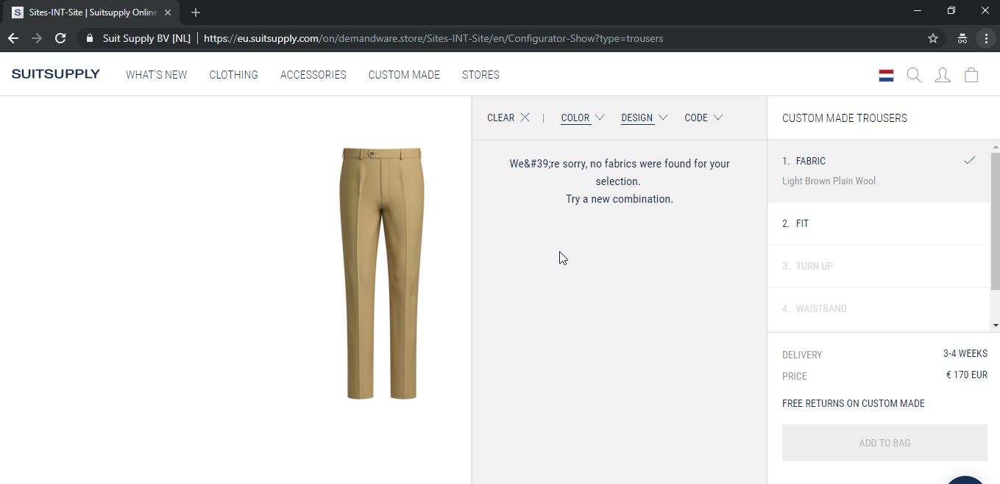 S Sites-INT-Site | Suitsupply Online
Suit Supply BV [NL] | https://eu.suitsupply.com/on/demandware.store/Sites-INT-Site/en/Configurator-Show?type=trousers
SUITSUPPLY WHAT'S NEW CLOTHING ACCESSORIES CUSTOM MADE STORES
CLEAR | COLOR DESIGN CODE
We&#39;re sorry, no fabrics were found for your
selection.
Try a new combination.
CUSTOM MADE TROUSERS
1. FABRIC
Light Brown Plain Wool
2. FIT
3. TURN UP
4. WAISTBAND
DELIVERY 3-4 WEEKS
PRICE € 170 EUR
FREE RETURNS ON CUSTOM MADE
ADD TO BAG